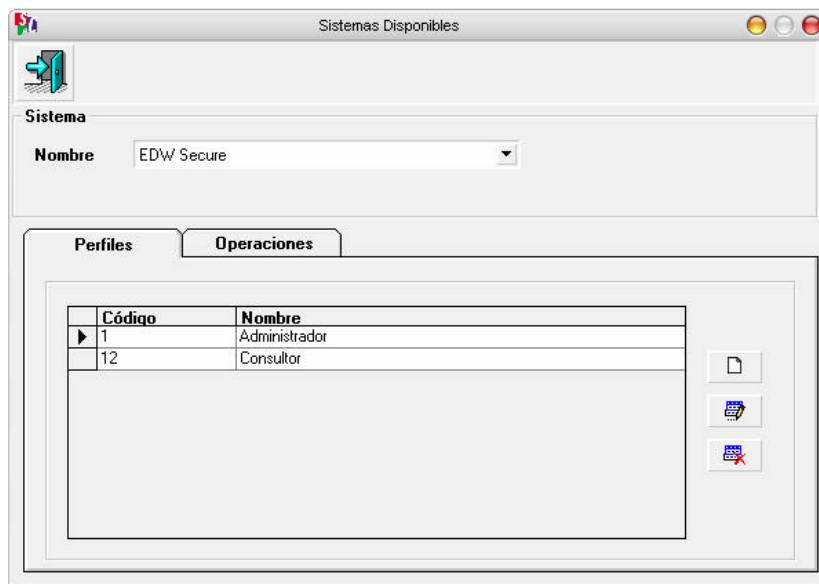 Sistemas Disponibles
Sistema
Nombre EDW Secure
Perfiles Operaciones
Código Nombre
1 Administrador
12 Consultor